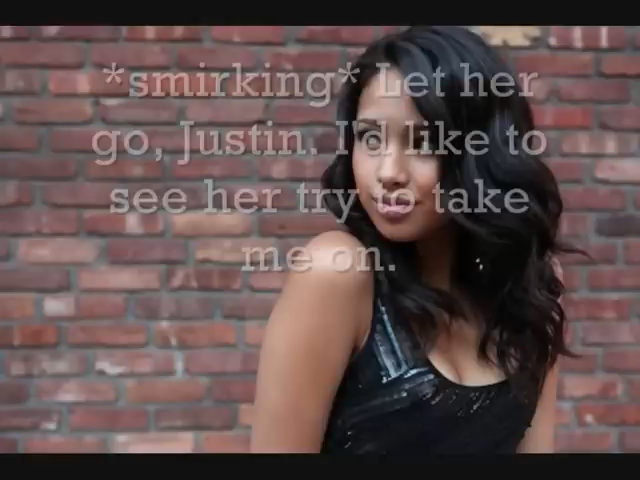 *smirking* Let her
go, Justin. I'd like to
see her try to take
me on.